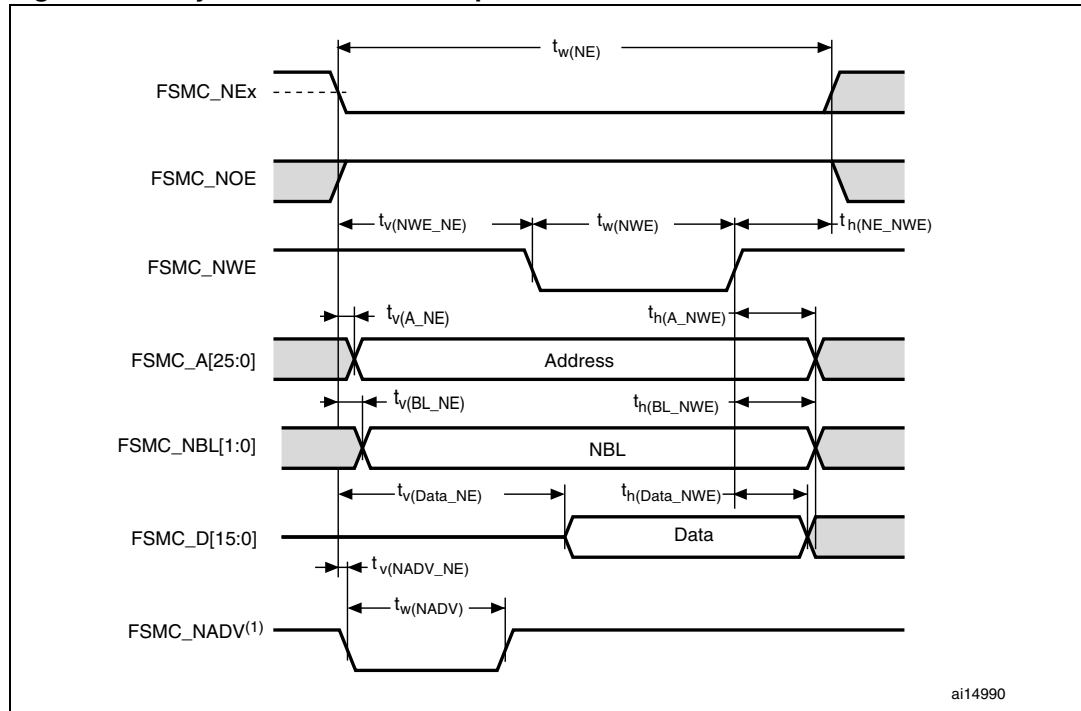 tw(NE)
FSMC_NEx
FSMC_NOE
tv(NWE_NE)
tw(NWE)
th(NE_NWE)
FSMC_NWE
tv(A_NE)
th(A_NWE)
FSMC_A[25:0]
Address
tv(BL_NE)
th(BL_NWE)
FSMC_NBL[1:0]
NBL
tv(Data_NE)
th(Data_NWE)
FSMC_D[15:0]
Data
tv(NADV_NE)
tw(NADV)
FSMC_NADV(1)
ai14990